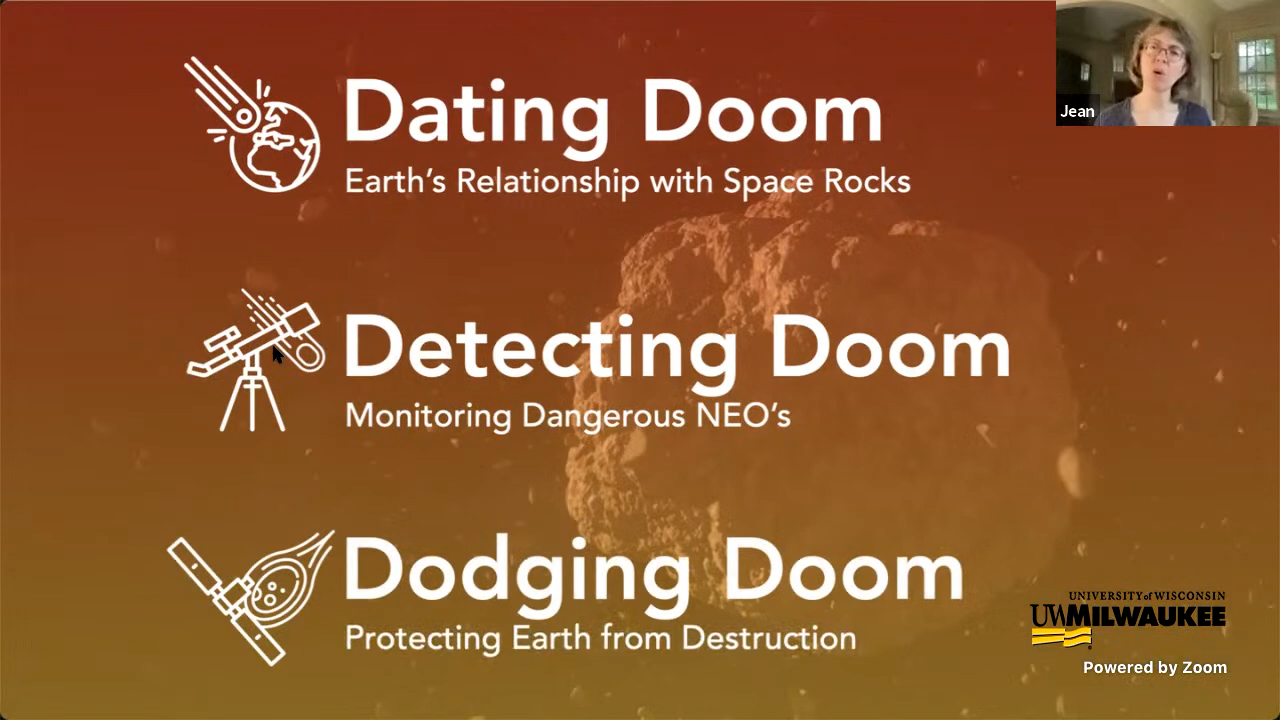 Dating Doom
Earth's Relationship with Space Rocks
Jean
Detecting Doom
Monitoring Dangerous NEO's
Dodging Doom
Protecting Earth from Destruction
UNIVERSITY of WISCONSIN
UWMILWAUKEE
Powered by Zoom